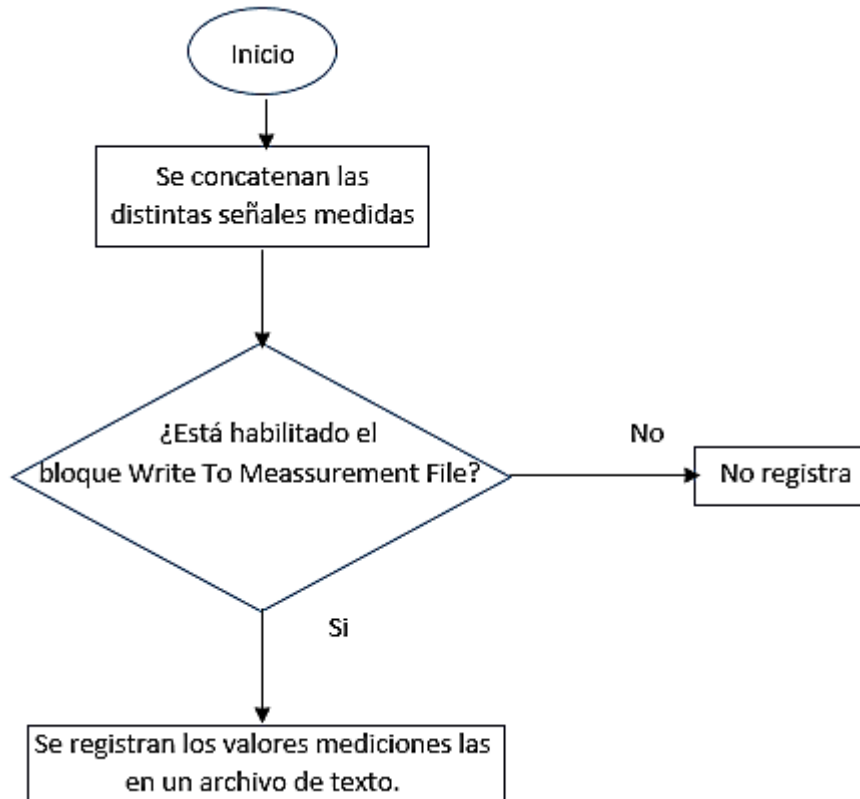 Inicio
Se concatenan las
distintas señales medidas
¿Está habilitado el
bloque Write To Meassurement File?
No
No registra
Si
Se registran los valores mediciones las
en un archivo de texto.